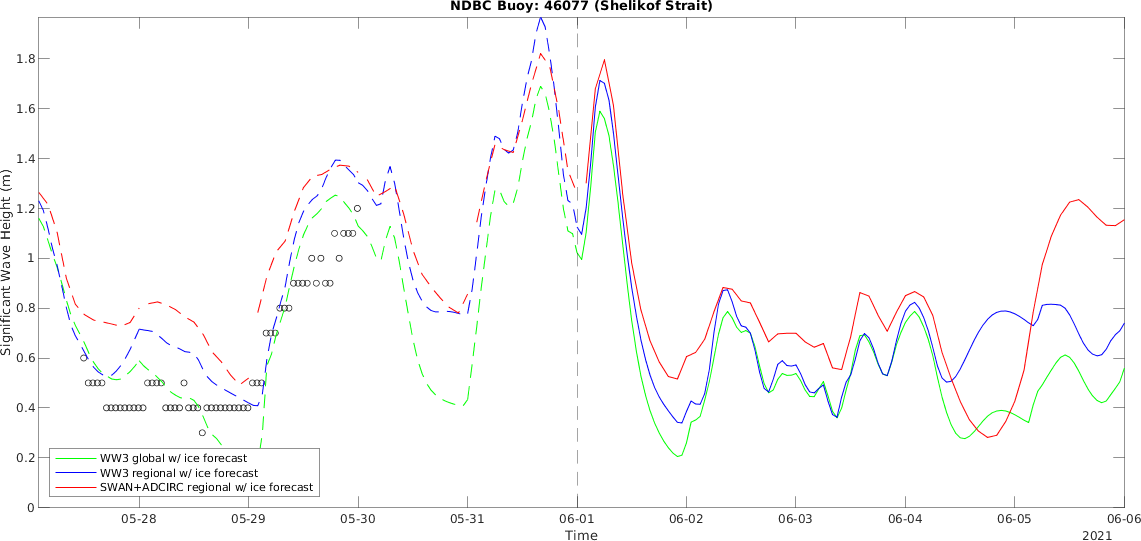 NDBC Buoy: 46077 (Shelikof Strait)
Significant Wave Height (m)
1.8
1.6
1.4
1.2
1
0.8
0.6
0.4
0.2
0
WW3 global w/ ice forecast
WW3 regional w/ ice forecast
SWAN+ADCIRC regional w/ ice forecast
05-28 05-29 05-30 05-31 06-01 06-02 06-03 06-04 06-05 06-06
Time
2021